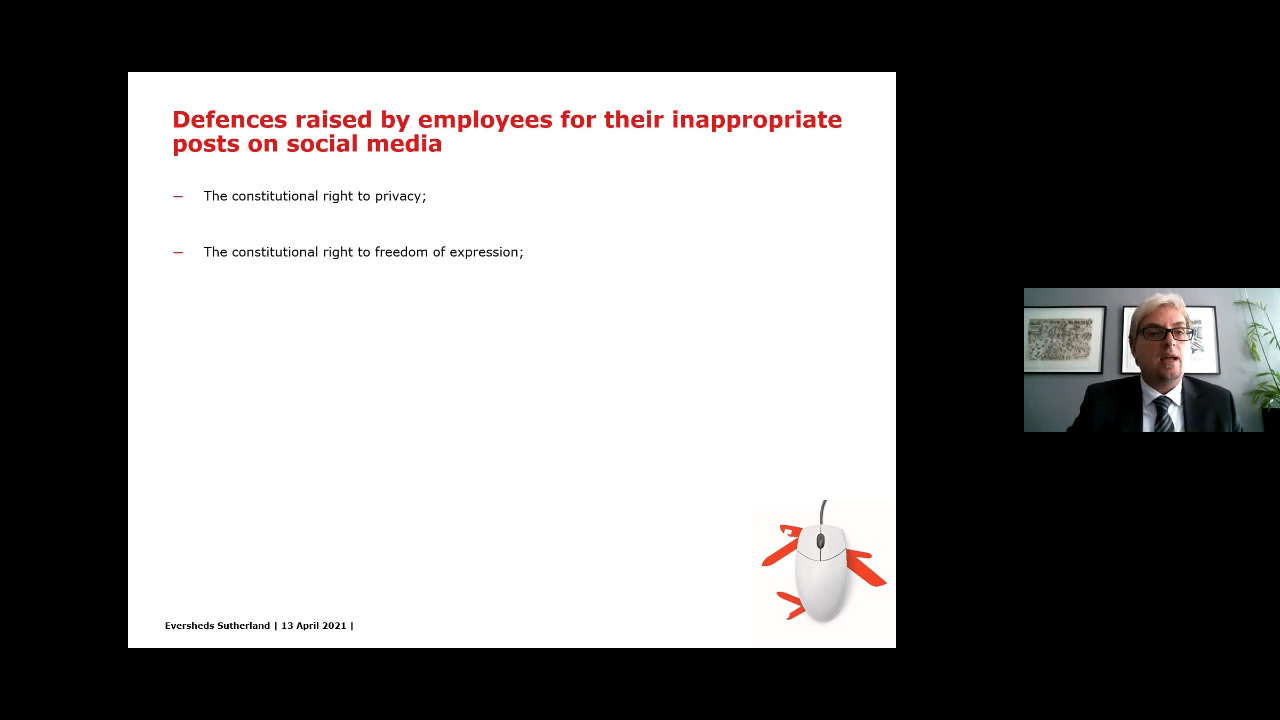 Defences raised by employees for their inappropriate
posts on social media
— The constitutional right to privacy;
— The constitutional right to freedom of expression;
Eversheds Sutherland | 13 April 2021 |